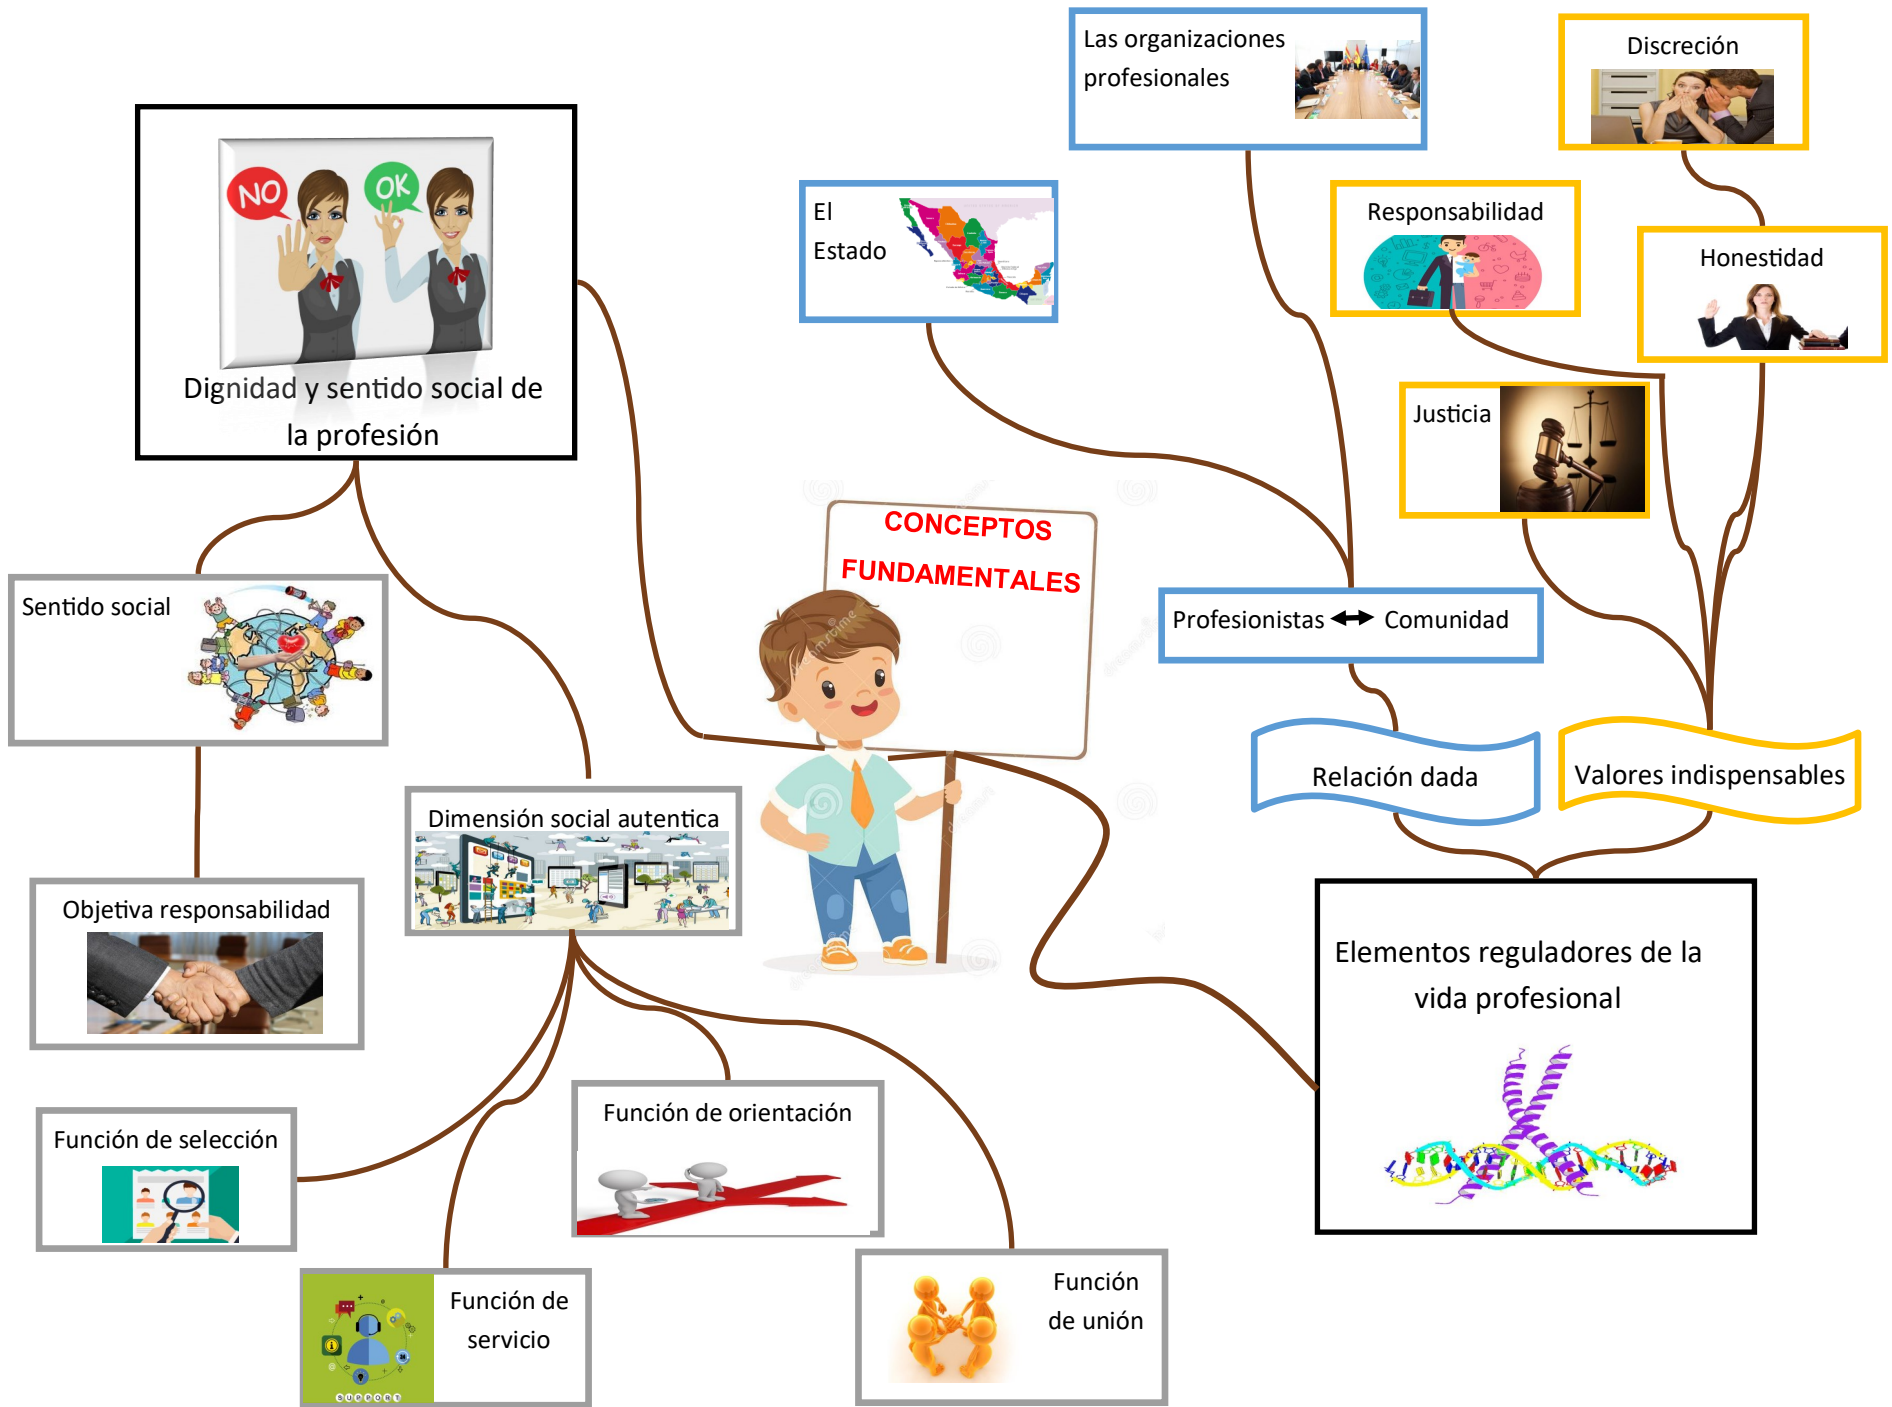 Las organizaciones
profesionales
Discreción
NO
OK
El
Estado
Responsabilidad
Honestidad
Dignidad y sentido social de
la profesión
Justicia
CONCEPTOS
FUNDAMENTALES
Sentido social
Profesionistas
Comunidad
Relación dada
Valores indispensables
Dimensión social autentica
Objetiva responsabilidad
Elementos reguladores de la
vida profesional
Función de orientación
Función de selección
Función de
servicio
SUPPORT
Función
de unión
dreamstime